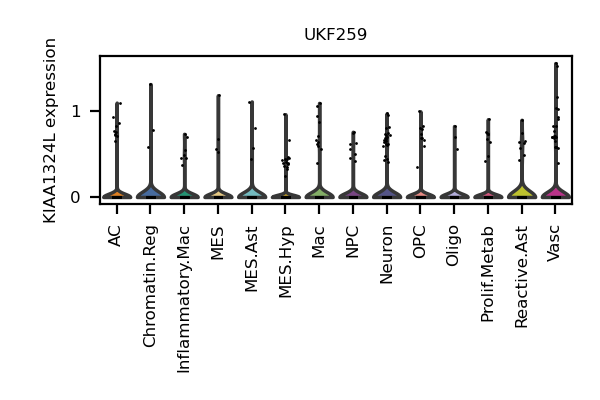 UKF259
KIAA1324L expression
1
0
AC
Chromatin.Reg
Inflammatory.Mac
MES
MES.Ast
MES.Hyp
Mac
NPC
Neuron
OPC
Oligo
Prolif.Metab
Reactive.Ast
Vasc